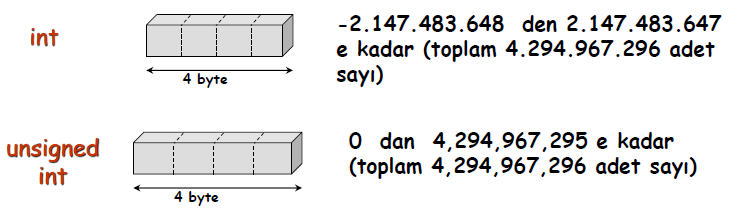 int
4 byte
-2.147.483.648 den 2.147.483.647
e kadar (toplam 4.294.967.296 adet
sayı)
unsigned
int
4 byte
0 dan 4,294,967,295 e kadar
(toplam 4,294,967,296 adet sayı)